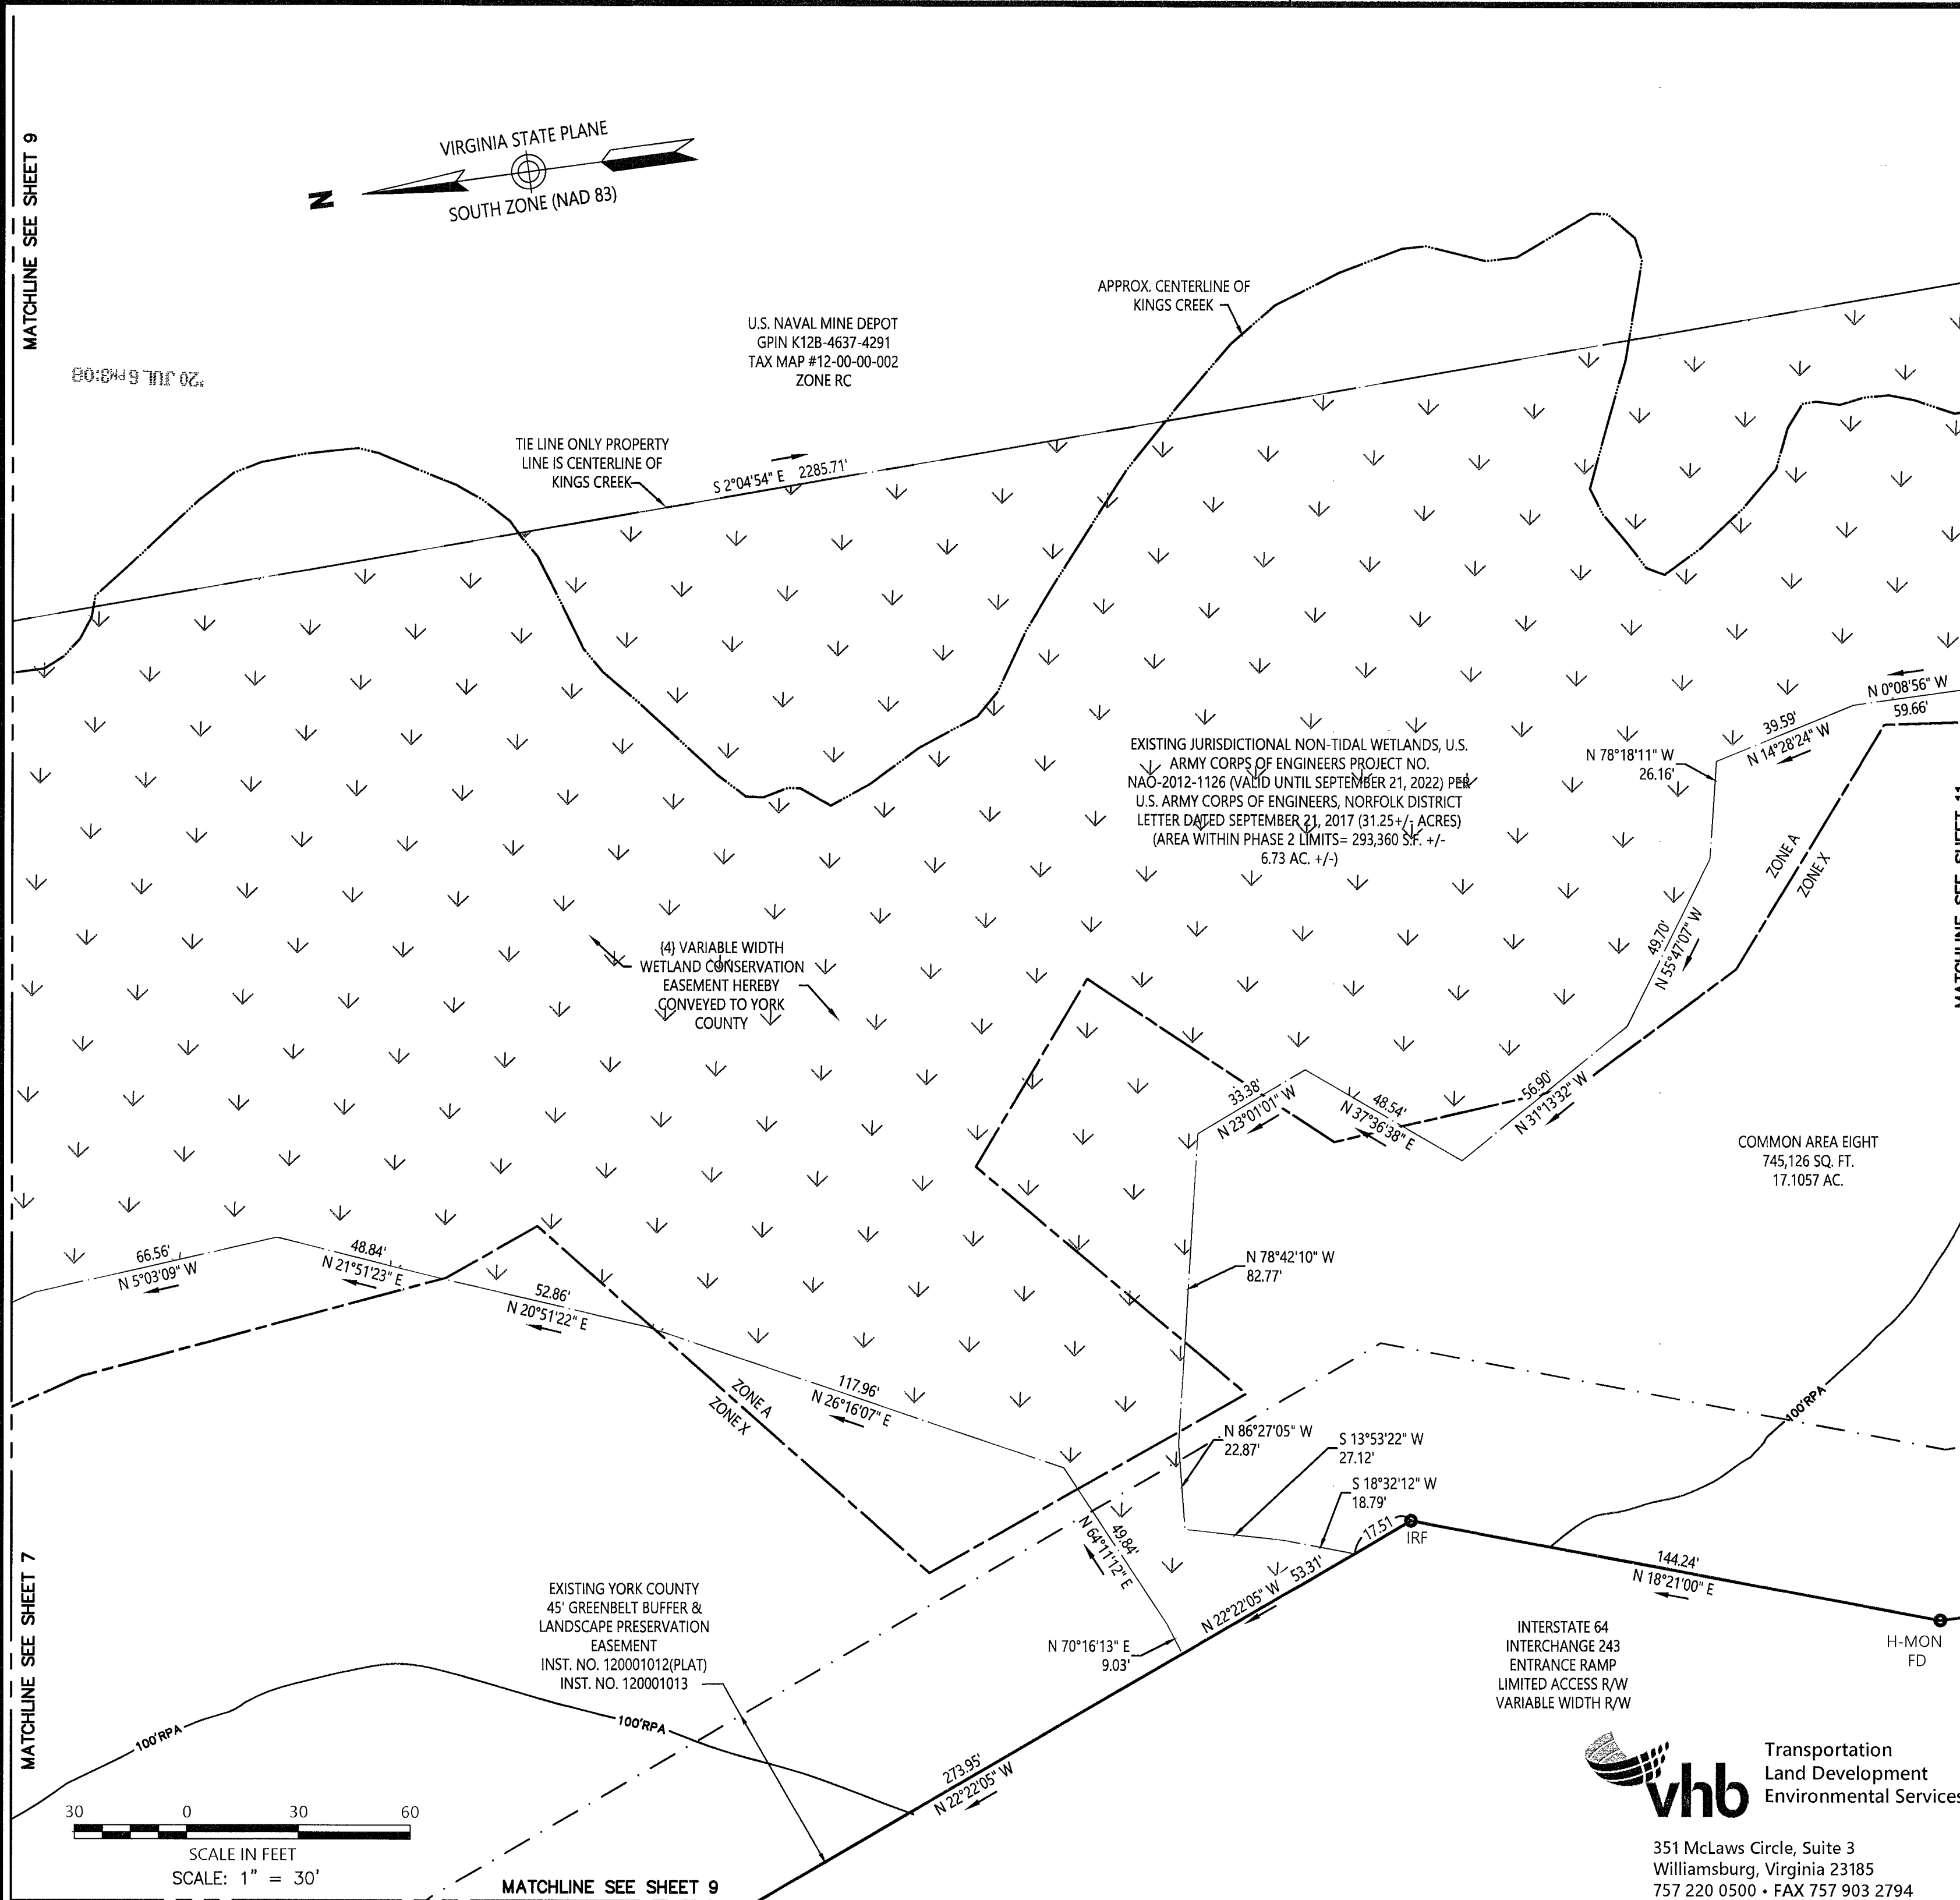 MATCHLINE SEE SHEET 9
VIRGINIA STATE PLANE
N
SOUTH ZONE (NAD 83)
'20 JUL 6 PM3:08
U.S. NAVAL MINE DEPOT
GPIN K12B-4637-4291
TAX MAP #12-00-00-002
ZONE RC
APPROX. CENTERLINE OF
KINGS CREEK
TIE LINE ONLY PROPERTY
LINE IS CENTERLINE OF
KINGS CREEK
S 2°04'54" E 2285.71'
N 0°08'56" W
59.66'
39.59'
N 14°28'24" W
N 78°18'11" W
26.16'
EXISTING JURISDICTIONAL NON-TIDAL WETLANDS, U.S.
ARMY CORPS OF ENGINEERS PROJECT NO.
NAO-2012-1126 (VALID UNTIL SEPTEMBER 21, 2022) PER
U.S. ARMY CORPS OF ENGINEERS, NORFOLK DISTRICT
LETTER DATED SEPTEMBER 21, 2017 (31.25+/- ACRES)
(AREA WITHIN PHASE 2 LIMITS= 293,360 S.F. +/-
6.73 AC. +/-)
ZONE A
ZONE X
49.70'
N 55°47'07" W
{4} VARIABLE WIDTH
WETLAND CONSERVATION
EASEMENT HEREBY
CONVEYED TO YORK
COUNTY
33.38'
N 23°01'01" W
48.54'
N 37°36'38" E
56.90'
N 31°13'32" W
COMMON AREA EIGHT
745,126 SQ. FT.
17.1057 AC.
66.56'
N 5°03'09" W
48.84'
N 21°51'23" E
52.86'
N 20°51'22" E
N 78°42'10" W
82.77'
117.96'
N 26°16'07" E
ZONE A
ZONE X
100'RPA
N 86°27'05" W
22.87'
S 13°53'22" W
27.12'
S 18°32'12" W
18.79'
17.51
IRF
49.84'
N 64°11'12" E
53.31'
N 22°22'05" W
144.24'
N 18°21'00" E
H-MON
FD
MATCHLINE SEE SHEET 7
EXISTING YORK COUNTY
45' GREENBELT BUFFER &
LANDSCAPE PRESERVATION
EASEMENT
INST. NO. 120001012(PLAT)
INST. NO. 120001013
N 70°16'13" E
9.03'
INTERSTATE 64
INTERCHANGE 243
ENTRANCE RAMP
LIMITED ACCESS R/W
VARIABLE WIDTH R/W
100'RPA
100'RPA
273.95'
N 22°22'05" W
30 0 30 60
SCALE IN FEET
SCALE: 1" = 30'
MATCHLINE SEE SHEET 9
vhb
Transportation
Land Development
Environmental Services
351 McLaws Circle, Suite 3
Williamsburg, Virginia 23185
757 220 0500 • FAX 757 903 2794